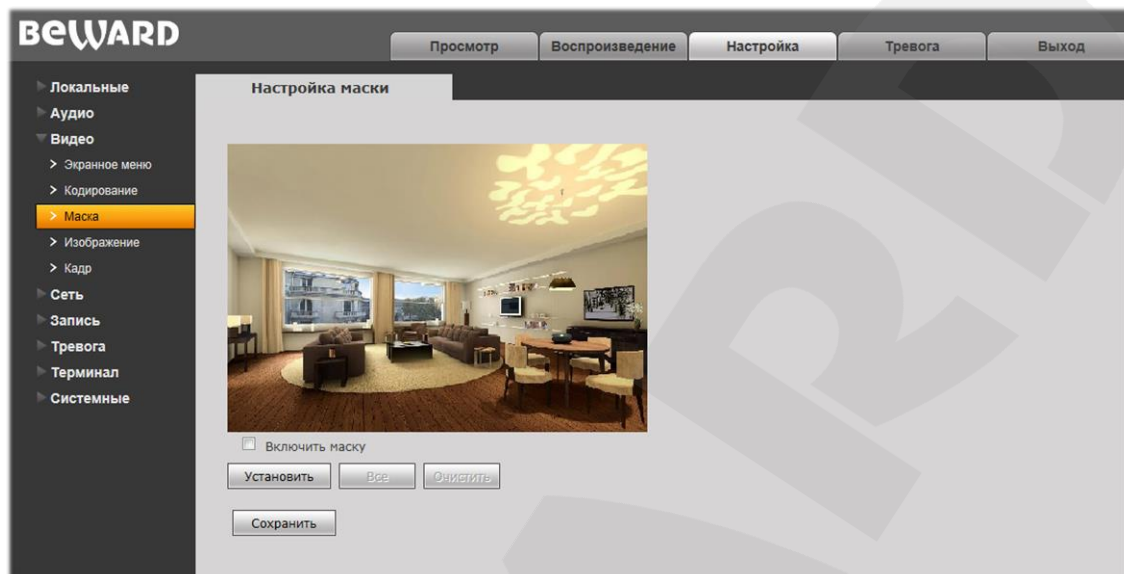 BEWARD
Просмотр
Воспроизведение
Настройка
Тревога
Выход
Локальные
Аудио
Видео
> Экранное меню
> Кодирование
> Маска
> Изображение
> Кадр
Сеть
Запись
Тревога
Терминал
Системные
Настройка маски
Включить маску
Установить
Все
Очистить
Сохранить